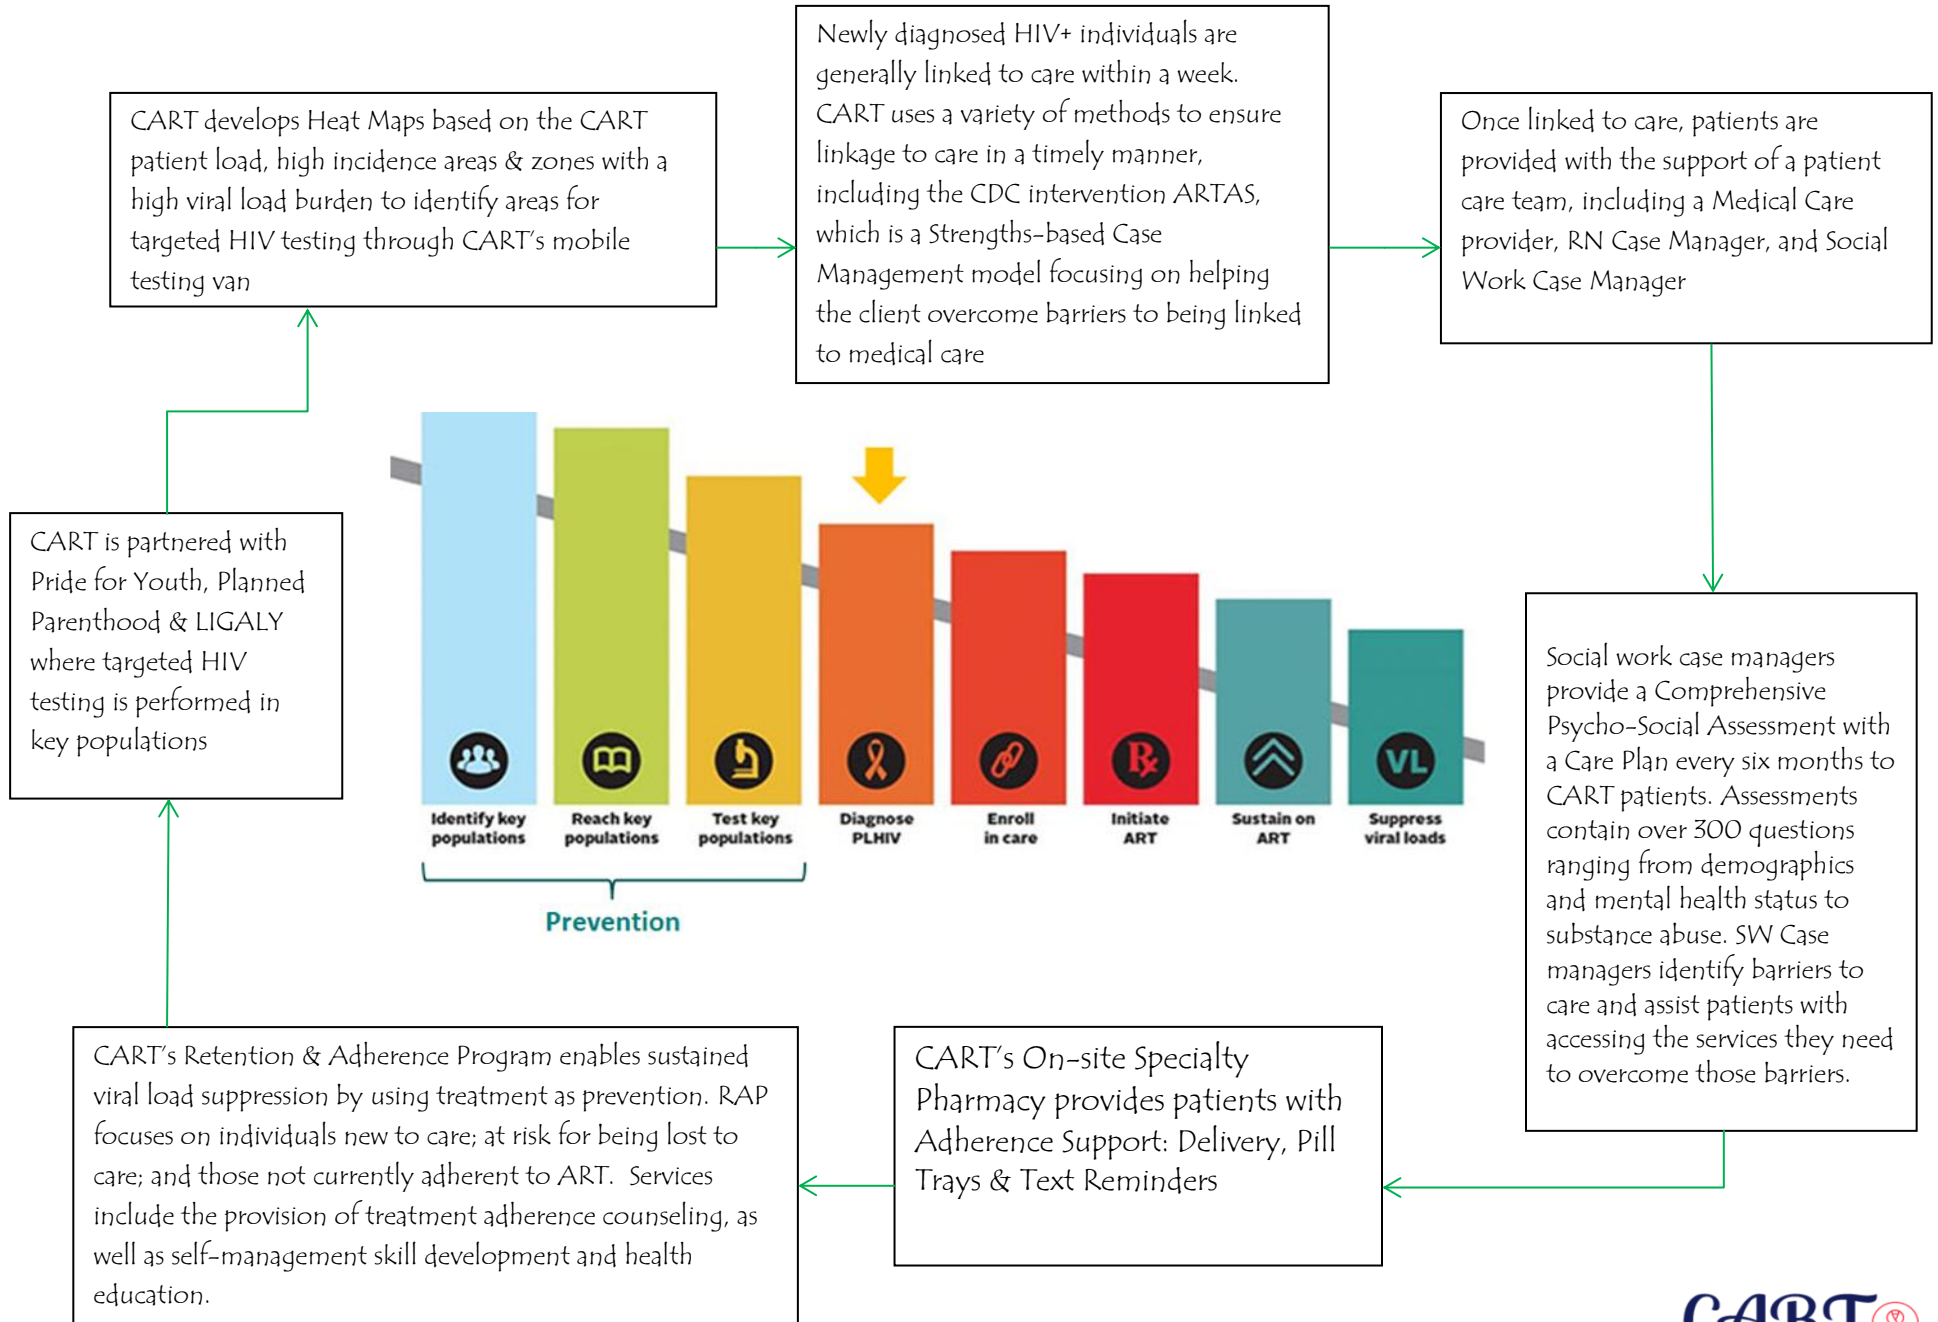 Newly diagnosed HIV+ individuals are
generally linked to care within a week.
CART uses a variety of methods to ensure
linkage to care in a timely manner,
including the CDC intervention ARTAS,
which is a Strengths-based Case
Management model focusing on helping
the client overcome barriers to being linked
to medical care
CART develops Heat Maps based on the CART
patient load, high incidence areas & zones with a
high viral load burden to identify areas for
targeted HIV testing through CART's mobile
testing van
Once linked to care, patients are
provided with the support of a patient
care team, including a Medical Care
provider, RN Case Manager, and Social
Work Case Manager
CART is partnered with
Pride for Youth, Planned
Parenthood & LIGALY
where targeted HIV
testing is performed in
key populations
Rx
VL
Identify key
populations
Reach key
populations
Test key
populations
Diagnose
PLHIV
Enroll
in care
Initiate
ART
Sustain on
ART
Suppress
viral loads
Prevention
Social work case managers
provide a Comprehensive
Psycho-Social Assessment with
a Care Plan every six months to
CART patients. Assessments
contain over 300 questions
ranging from demographics
and mental health status to
substance abuse. SW Case
managers identify barriers to
care and assist patients with
accessing the services they need
to overcome those barriers.
CART's On-site Specialty
Pharmacy provides patients with
Adherence Support: Delivery, Pill
Trays & Text Reminders
CART's Retention & Adherence Program enables sustained
viral load suppression by using treatment as prevention. RAP
focuses on individuals new to care; at risk for being lost to
care; and those not currently adherent to ART. Services
include the provision of treatment adherence counseling, as
well as self-management skill development and health
education.
CART